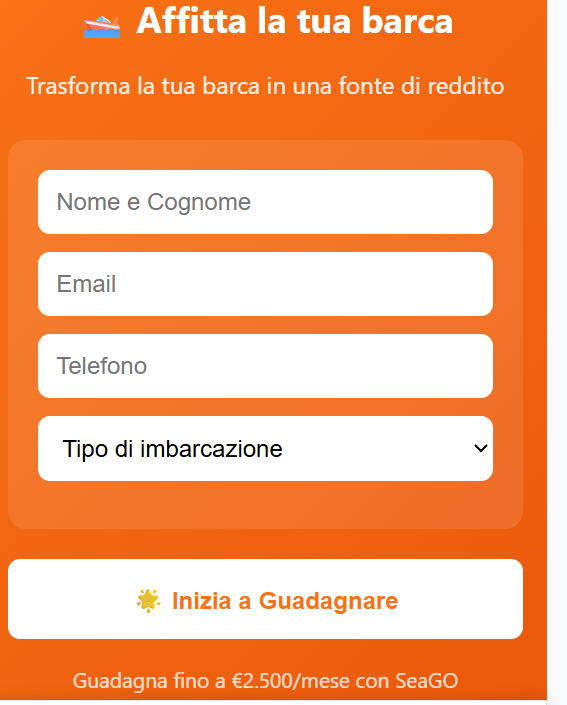 Affitta la tua barca
Trasforma la tua barca in una fonte di reddito
Nome e Cognome
Email
Telefono
Tipo di imbarcazione
Inizia a Guadagnare
Guadagna fino a €2.500/mese con SeaGO